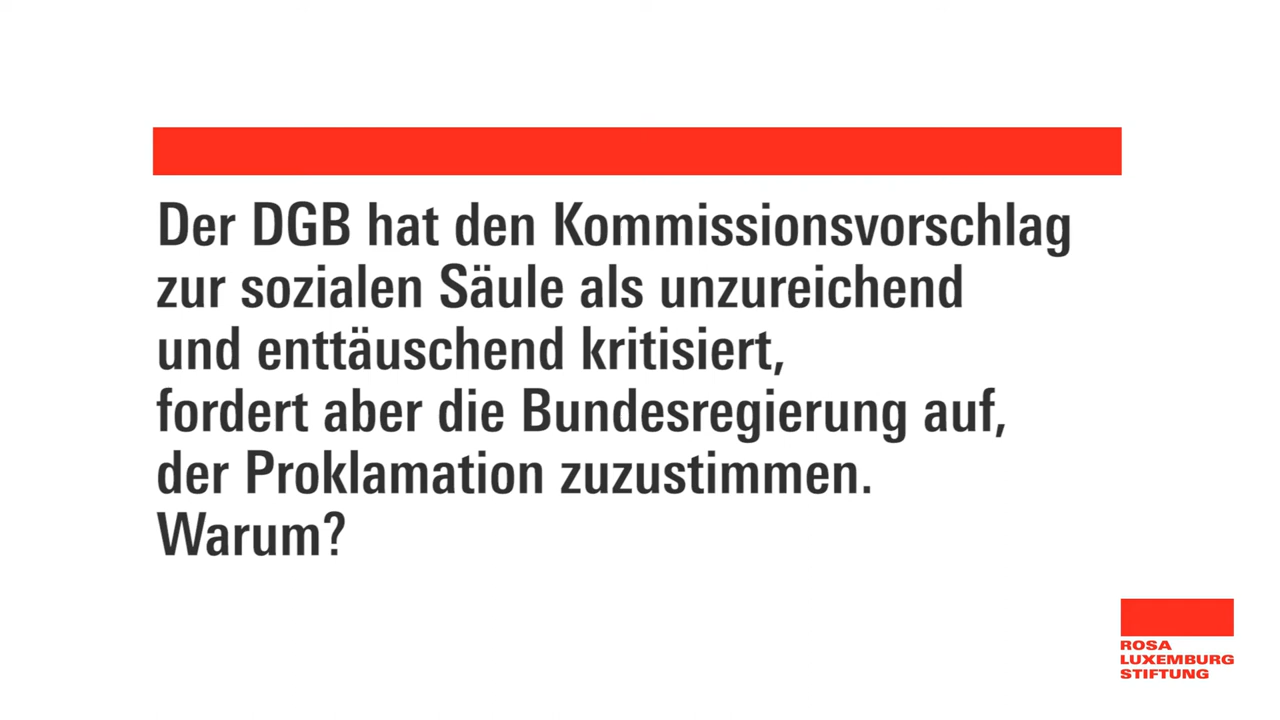 Der DGB hat den Kommissionsvorschlag
zur sozialen Säule als unzureichend
und enttäuschend kritisiert,
fordert aber die Bundesregierung auf,
der Proklamation zuzustimmen.
Warum?
ROSA
LUXEMBURG
STIFTUNG